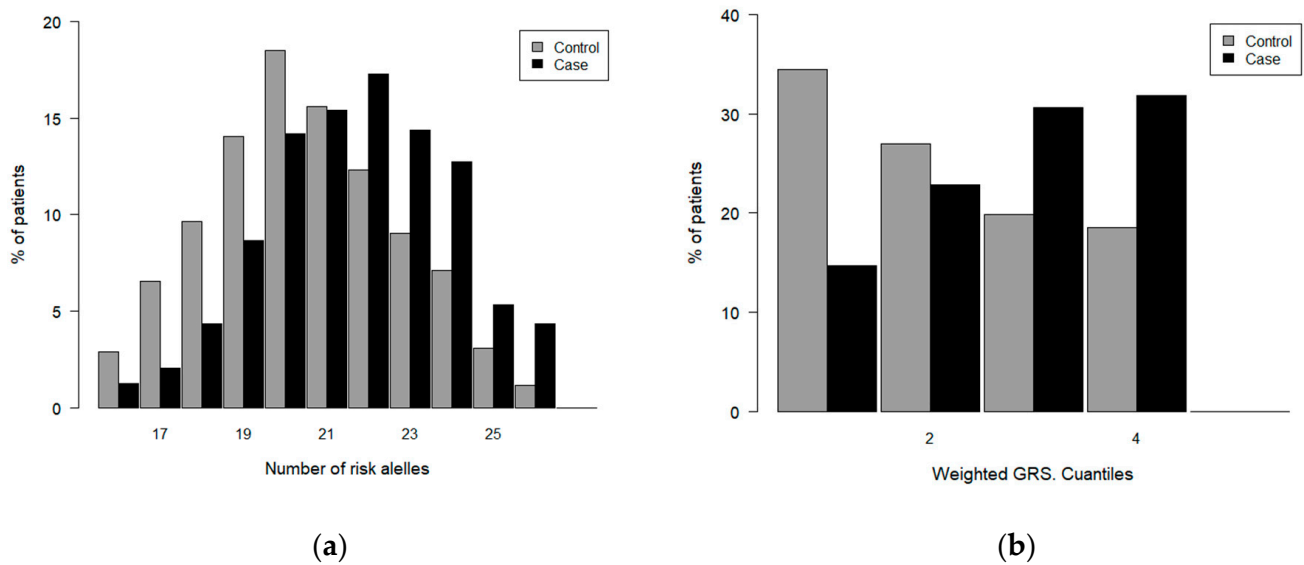 20
15
10
5
0
% of patients
Control
Case
17 19 21 23 25
Number of risk alelles
(a)
40
30
20
10
0
% of patients
Control
Case
2 4
Weighted GRS. Cuantiles
(b)